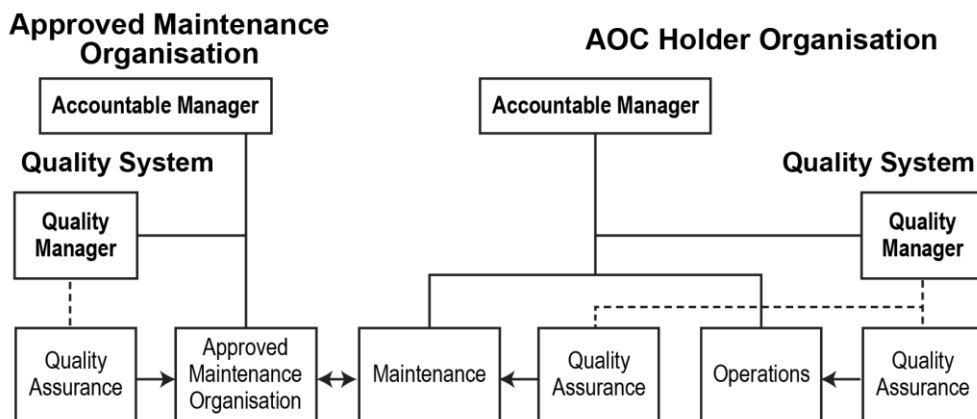 Approved Maintenance
Organisation
AOC Holder Organisation
Accountable Manager
Accountable Manager
Quality System
Quality System
Quality
Manager
Quality
Manager
Quality
Assurance
Approved
Maintenance
Organisation
Maintenance
Quality
Assurance
Operations
Quality
Assurance